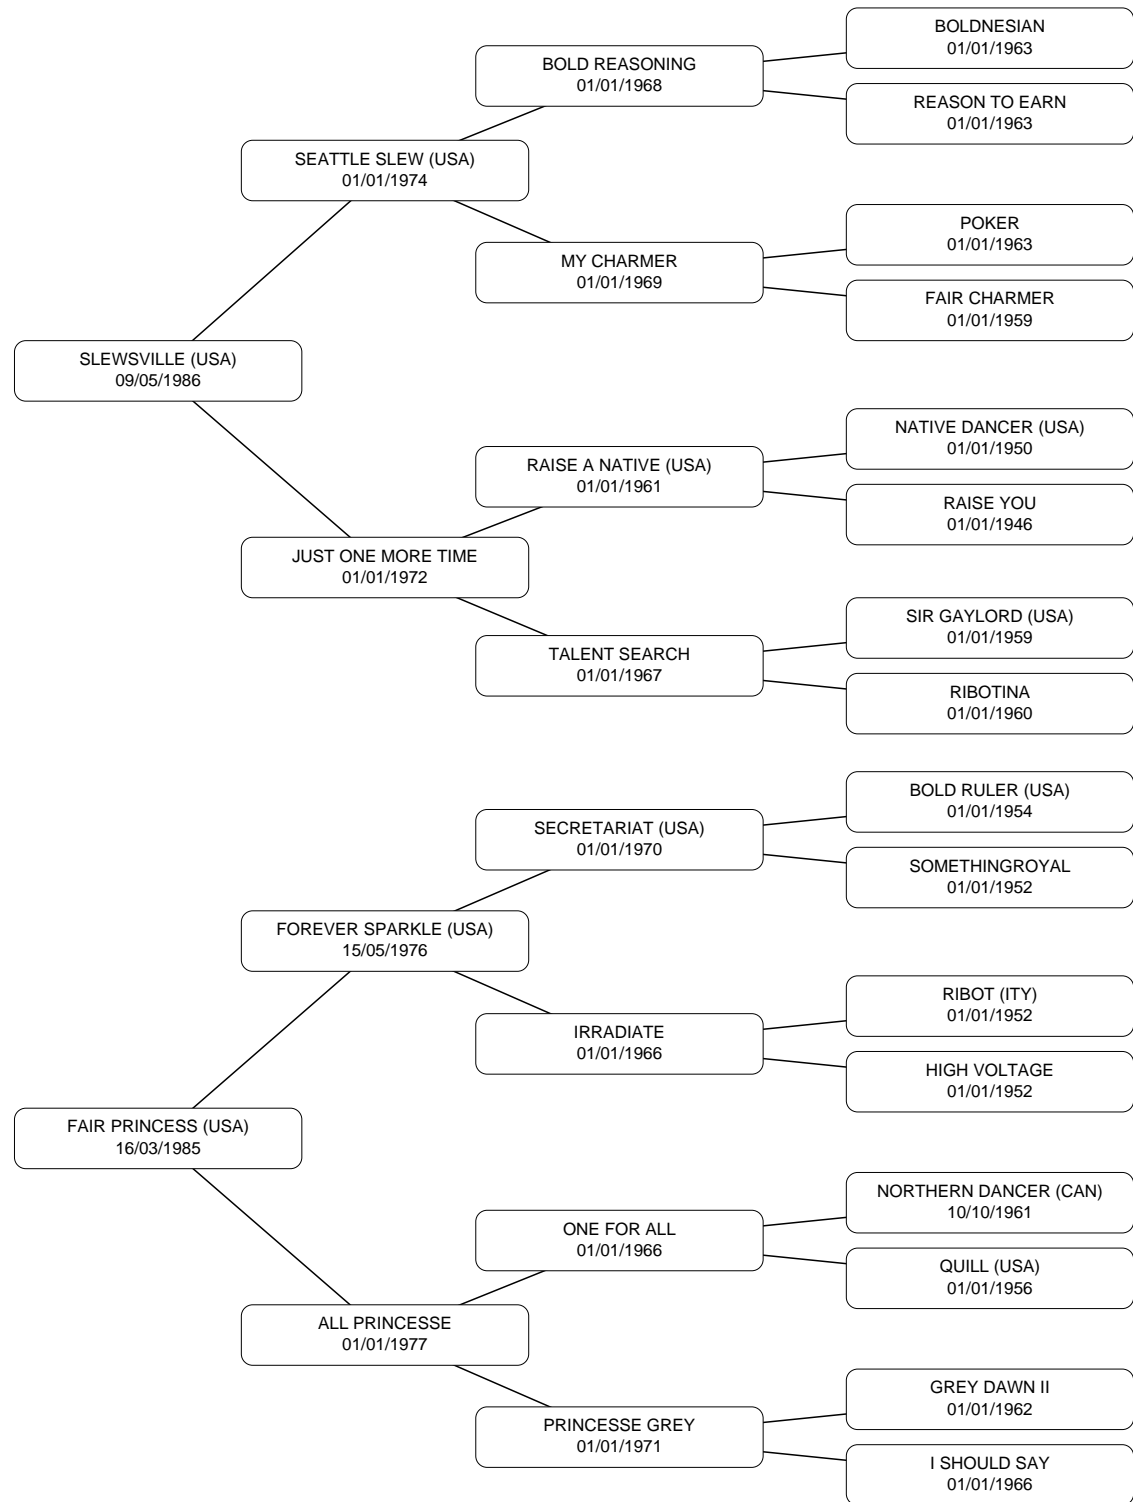 BOLDNESIAN
01/01/1963
BOLD REASONING
01/01/1968
REASON TO EARN
01/01/1963
SEATTLE SLEW (USA)
01/01/1974
POKER
01/01/1963
MY CHARMER
01/01/1969
FAIR CHARMER
01/01/1959
SLEWSVILLE (USA)
09/05/1986
NATIVE DANCER (USA)
01/01/1950
RAISE A NATIVE (USA)
01/01/1961
RAISE YOU
01/01/1946
JUST ONE MORE TIME
01/01/1972
SIR GAYLORD (USA)
01/01/1959
TALENT SEARCH
01/01/1967
RIBOTINA
01/01/1960
BOLD RULER (USA)
01/01/1954
SECRETARIAT (USA)
01/01/1970
SOMETHINGROYAL
01/01/1952
FOREVER SPARKLE (USA)
15/05/1976
RIBOT (ITY)
01/01/1952
IRRADIATE
01/01/1966
HIGH VOLTAGE
01/01/1952
FAIR PRINCESS (USA)
16/03/1985
NORTHERN DANCER (CAN)
10/10/1961
ONE FOR ALL
01/01/1966
QUILL (USA)
01/01/1956
ALL PRINCESSE
01/01/1977
GREY DAWN II
01/01/1962
PRINCESSE GREY
01/01/1971
I SHOULD SAY
01/01/1966